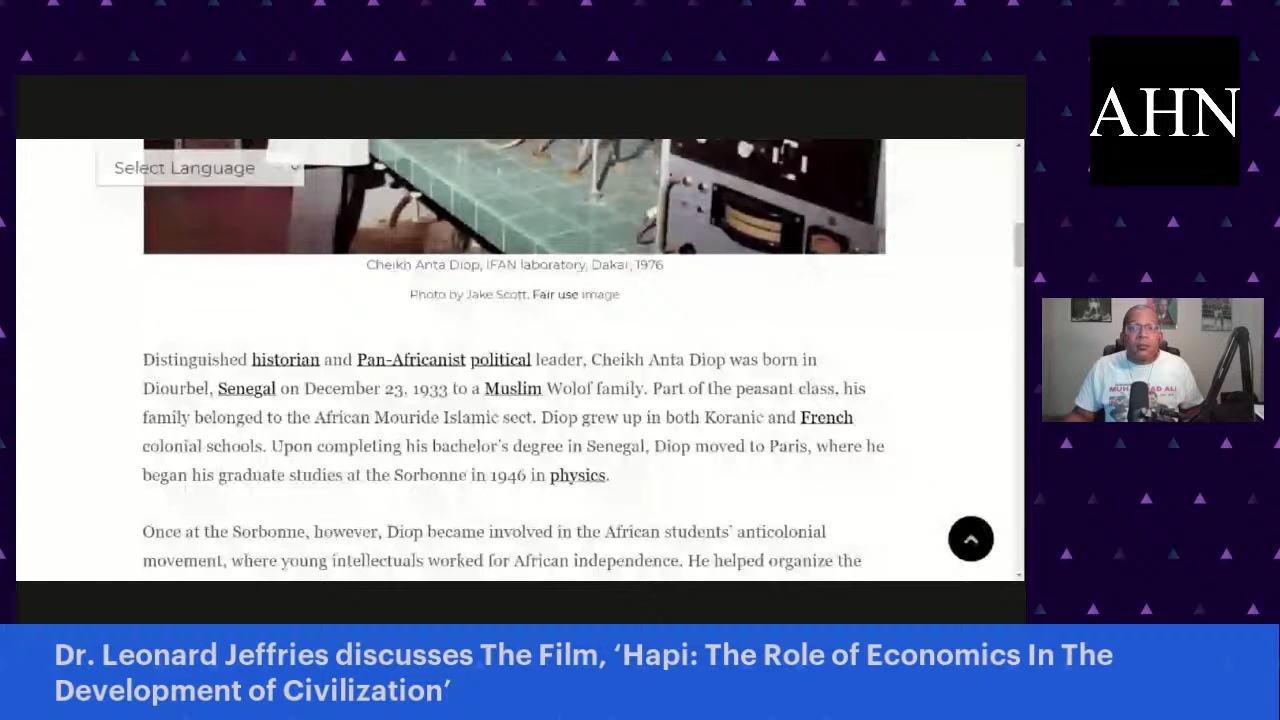 AHN
Select Language
Cheikh Anta Diop, IFAN laboratory, Dakar, 1976
Photo by Jake Scott, Fair use image
Distinguished historian and Pan-Africanist political leader, Cheikh Anta Diop was born in
Diourbel, Senegal on December 23, 1933 to a Muslim Wolof family. Part of the peasant class, his
family belonged to the African Mouride Islamic sect. Diop grew up in both Koranic and French
colonial schools. Upon completing his bachelor's degree in Senegal, Diop moved to Paris, where he
began his graduate studies at the Sorbonne in 1946 in physics.
Once at the Sorbonne, however, Diop became involved in the African students' anticolonial
movement, where young intellectuals worked for African independence. He helped organize the
MUHAMMAD ALI
Dr. Leonard Jeffries discusses The Film, ‘Hapi: The Role of Economics In The
Development of Civilization’